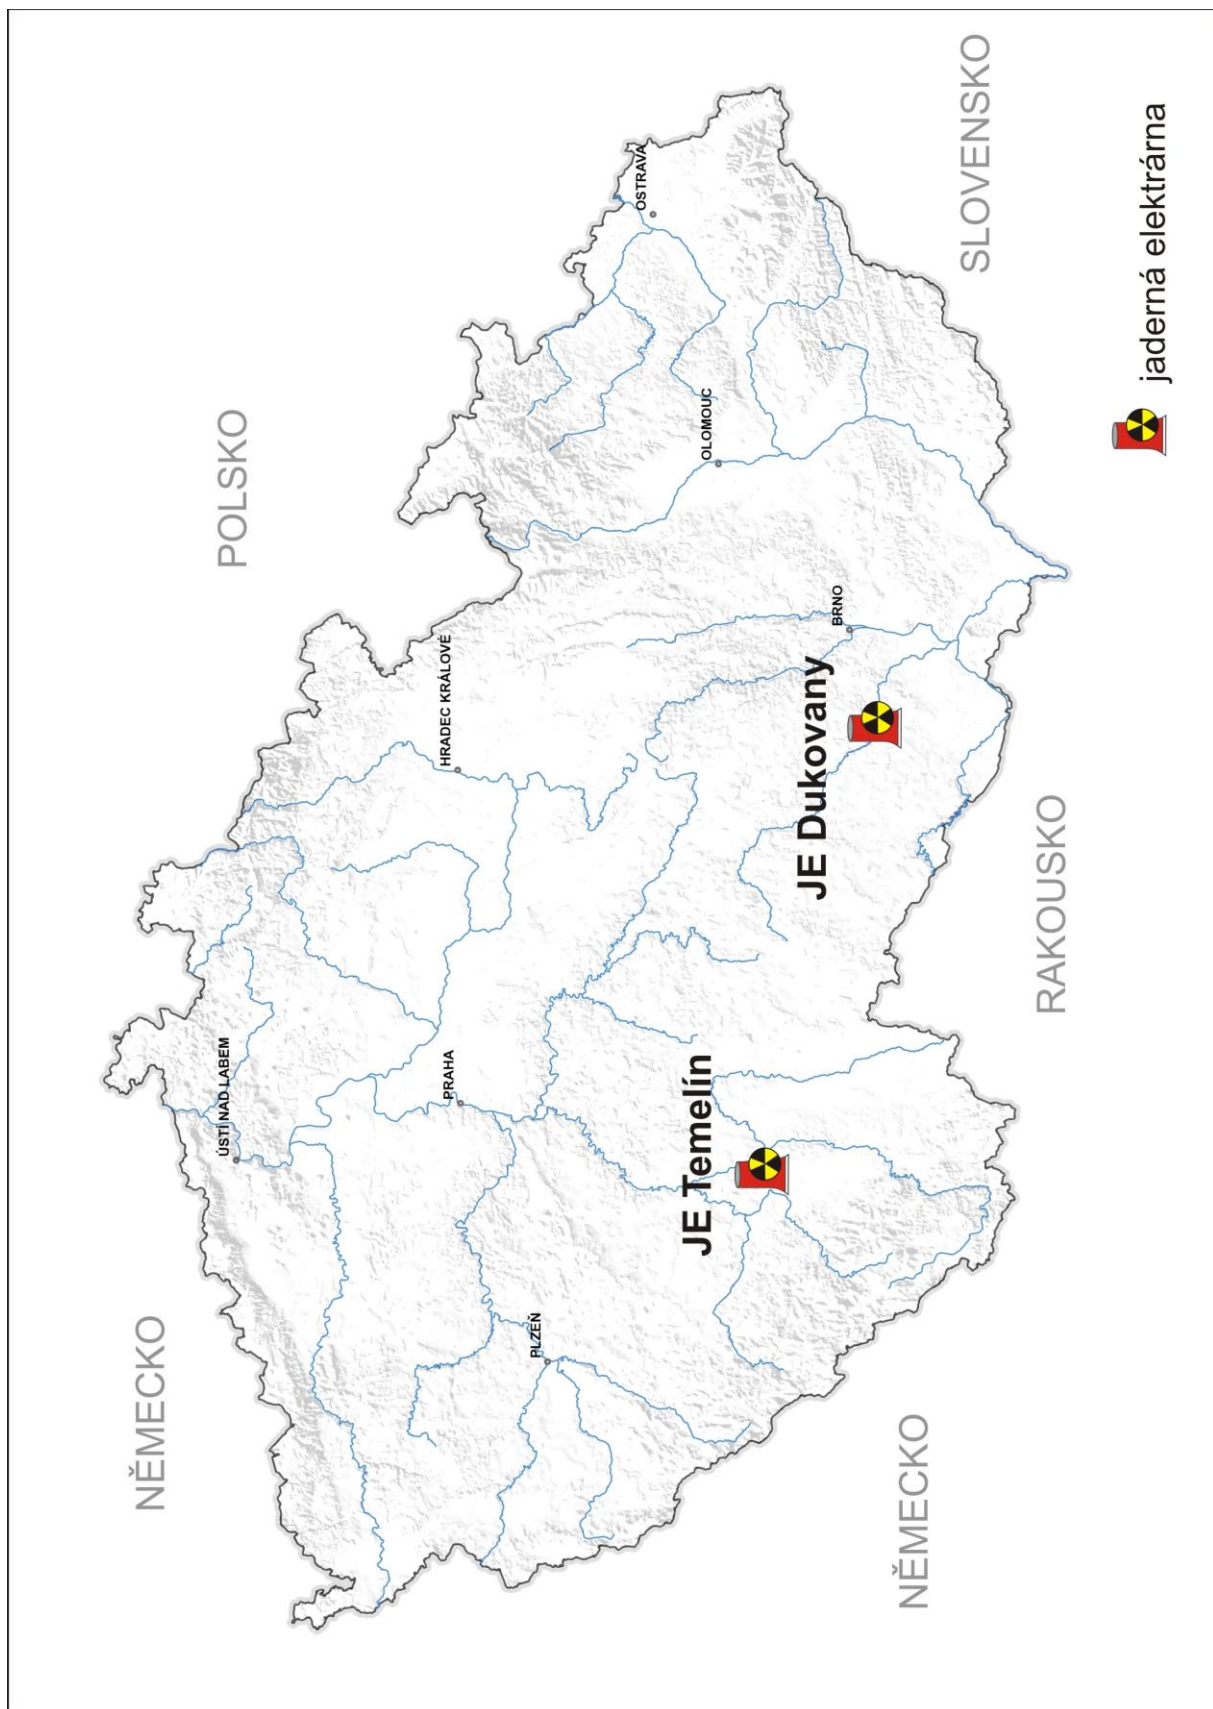 POLSKO
NĚMECKO
ÚSTÍ NAD LABEM
HRADEC KRÁLOVÉ
PRAHA
PLZEŇ
OSTRAVA
OLOMOUC
JE Temelín
JE Dukovany
BRNO
NĚMECKO
RAKOUSKO
SLOVENSKO
jaderná elektrárna